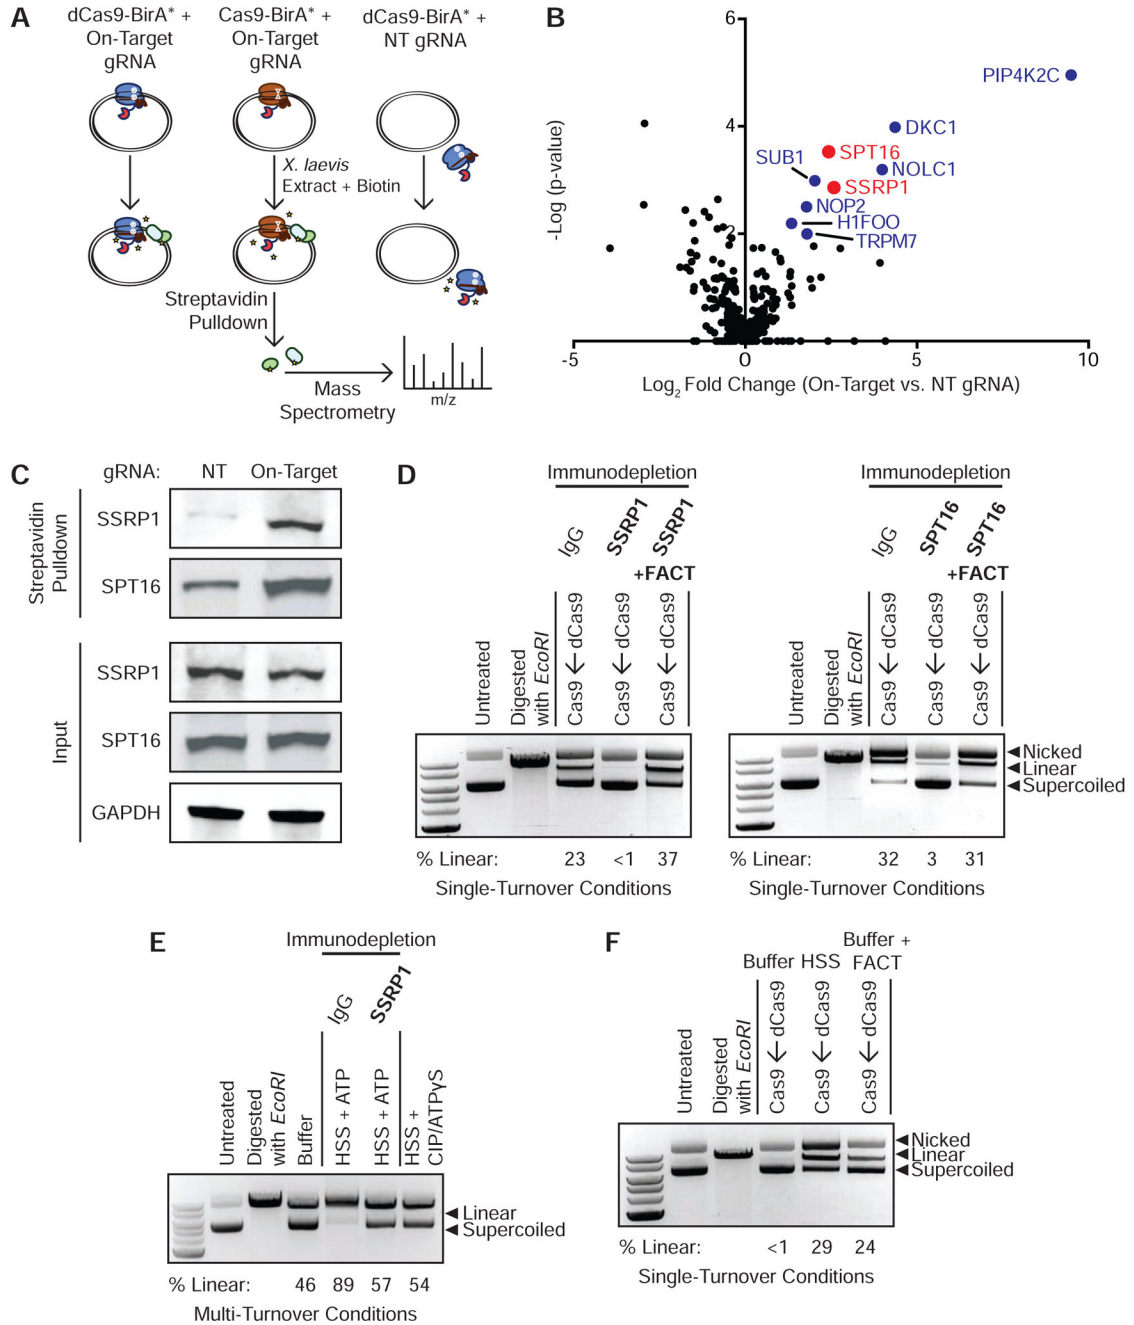 A
dCas9-BirA* +
On-Target
gRNA
Cas9-BirA* +
On-Target
gRNA
dCas9-BirA* +
NT gRNA
X. laevis
Extract + Biotin
Streptavidin
Pulldown
Mass
Spectrometry
m/z
B
6
4
2
-Log (p-value)
PIP4K2C
DKC1
SPT16
SUB1
NOLC1
SSRP1
NOP2
H1FOO
TRPM7
-5
0
5
10
Log2 Fold Change (On-Target vs. NT gRNA)
C
gRNA:
NT
On-Target
Streptavidin
Pulldown
SSRP1
SPT16
Input
SSRP1
SPT16
GAPDH
D
Immunodepletion
IgG
SSRP1
SSRP1
+FACT
Untreated
Digested
with EcoRI
Cas9 ← dCas9
Cas9 ← dCas9
Cas9 ← dCas9
% Linear:
23
<1
37
Single-Turnover Conditions
Immunodepletion
IgG
SPT16
SPT16
+FACT
Untreated
Digested
with EcoRI
Cas9 ← dCas9
Cas9 ← dCas9
Cas9 ← dCas9
Nicked
Linear
Supercoiled
% Linear:
32
3
31
Single-Turnover Conditions
E
Immunodepletion
IgG
SSRP1
Untreated
Digested
with EcoRI
Buffer
HSS + ATP
HSS + ATP
HSS +
CIP/ATPγS
Linear
Supercoiled
% Linear:
46
89
57
54
Multi-Turnover Conditions
F
Buffer
HSS
Buffer +
FACT
Untreated
Digested
with EcoRI
Cas9 ← dCas9
Cas9 ← dCas9
Cas9 ← dCas9
Nicked
Linear
Supercoiled
% Linear:
<1
29
24
Single-Turnover Conditions